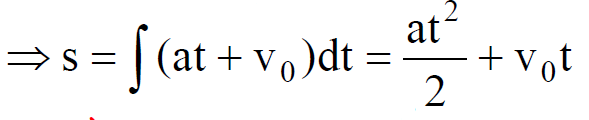 ⇒ s = ∫ (at + v₀)dt = at²/2 + v₀t